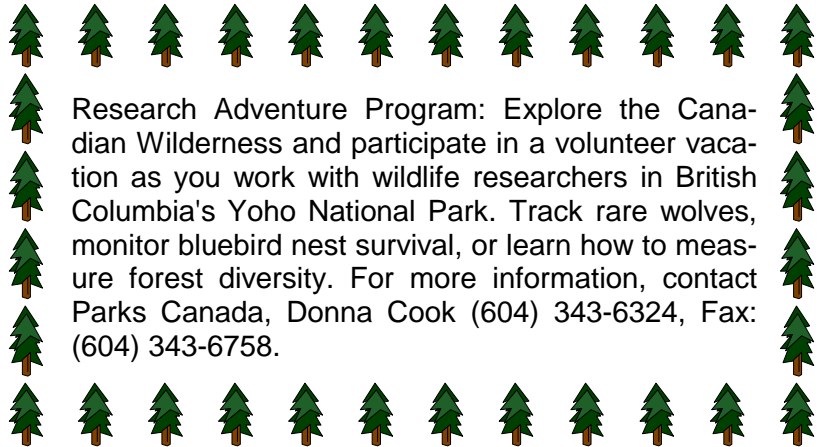 Research Adventure Program: Explore the Cana-
dian Wilderness and participate in a volunteer vaca-
tion as you work with wildlife researchers in British
Columbia's Yoho National Park. Track rare wolves,
monitor bluebird nest survival, or learn how to meas-
ure forest diversity. For more information, contact
Parks Canada, Donna Cook (604) 343-6324, Fax:
(604) 343-6758.